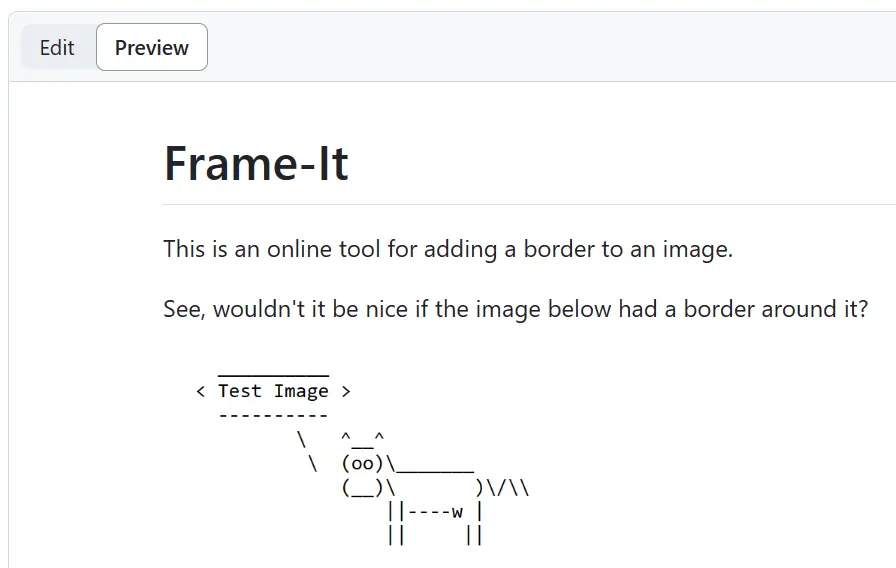 Edit Preview
Frame-It
This is an online tool for adding a border to an image.
See, wouldn't it be nice if the image below had a border around it?
  __________
< Test Image >
  ----------
         \   ^__^
          \  (oo)\_______
             (__)\       )\/\\
                 ||----w |
                 ||     ||